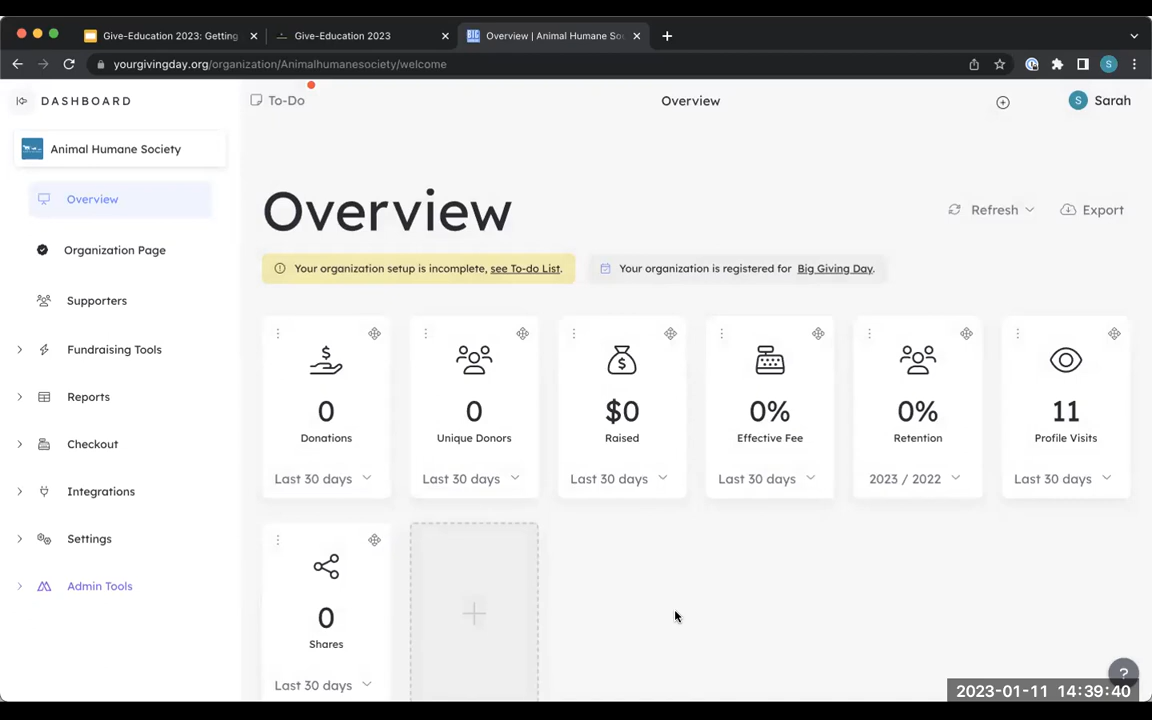 Give-Education 2023: Getting
Give-Education 2023
BIG
Overview | Animal Humane So
yourgivingday.org/organization/Animalhumanesociety/welcome
S
DASHBOARD
To-Do
Overview
S
Sarah
Animal Humane Society
Overview
Organization Page
Supporters
Fundraising Tools
Reports
Checkout
Integrations
Settings
Admin Tools
Overview
Refresh
Export
Your organization setup is incomplete, see To-do List.
Your organization is registered for Big Giving Day.
0
Donations
Last 30 days
0
Unique Donors
Last 30 days
$0
Raised
Last 30 days
0%
Effective Fee
Last 30 days
0%
Retention
2023 / 2022
11
Profile Visits
Last 30 days
0
Shares
Last 30 days
?
2023-01-11 14:39:40